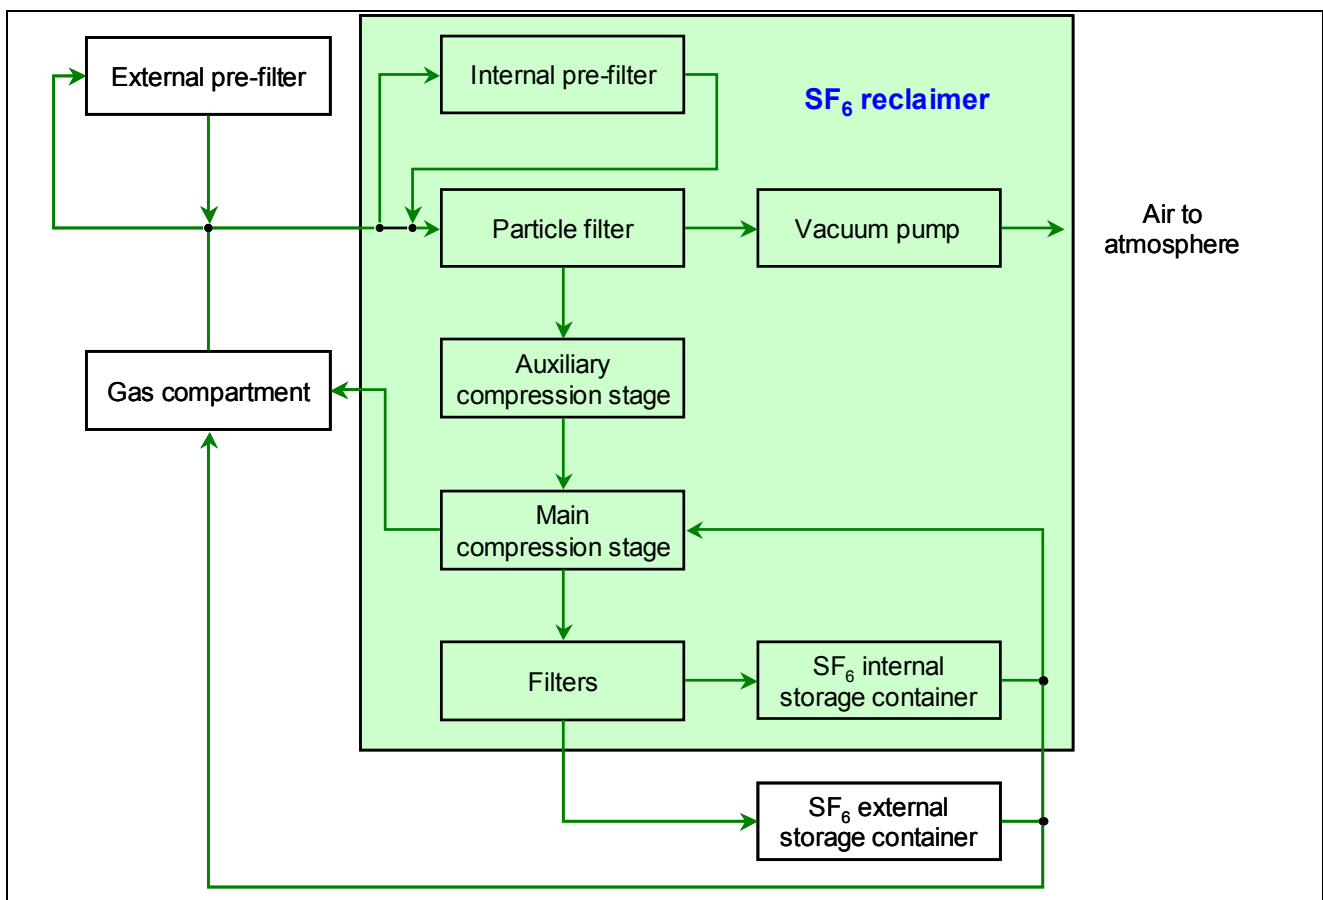 External pre-filter
Internal pre-filter
SF6 reclaimer
Particle filter
Vacuum pump
Air to
atmosphere
Auxiliary
compression stage
Gas compartment
Main
compression stage
Filters
SF6 internal
storage container
SF6 external
storage container